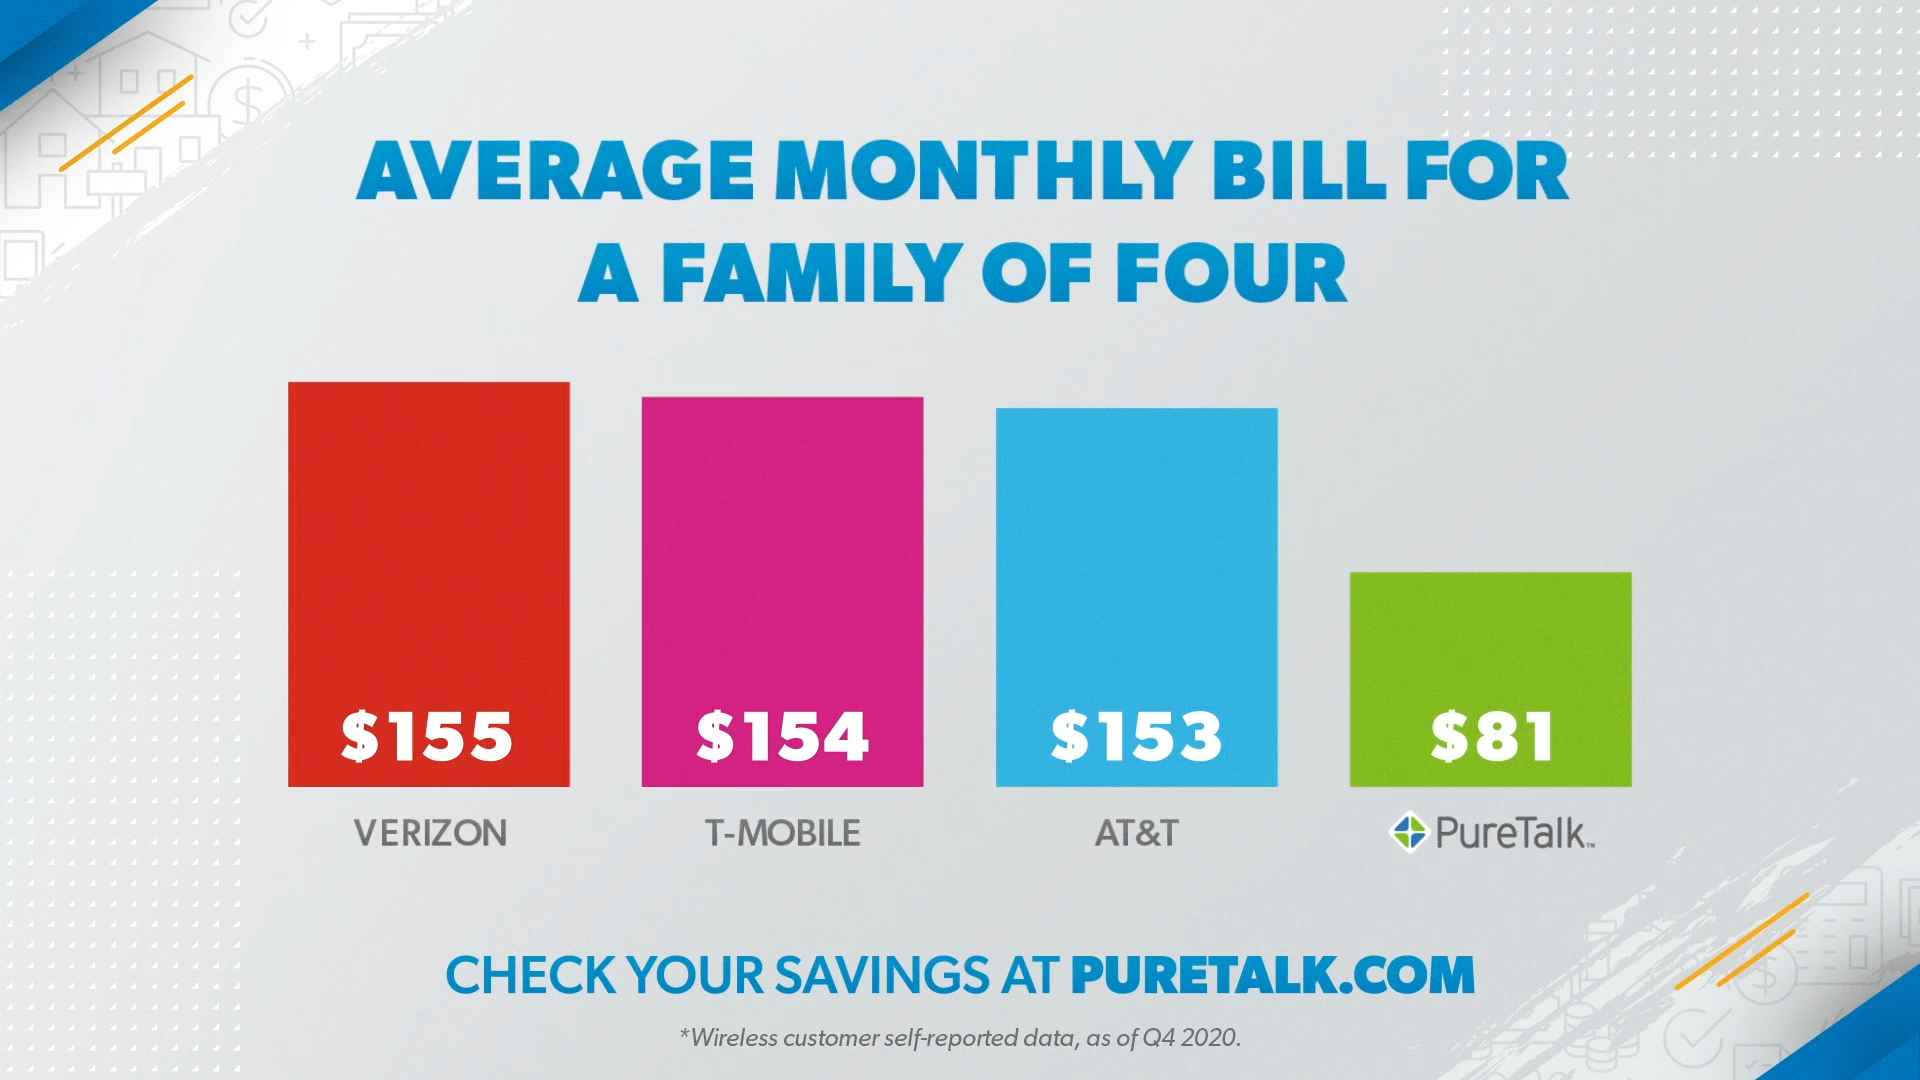 AVERAGE MONTHLY BILL FOR
A FAMILY OF FOUR
$155
$154
$153
$81
VERIZON
T-MOBILE
AT&T
PureTalk™
CHECK YOUR SAVINGS AT PURETALK.COM
*Wireless customer self-reported data, as of Q4 2020.